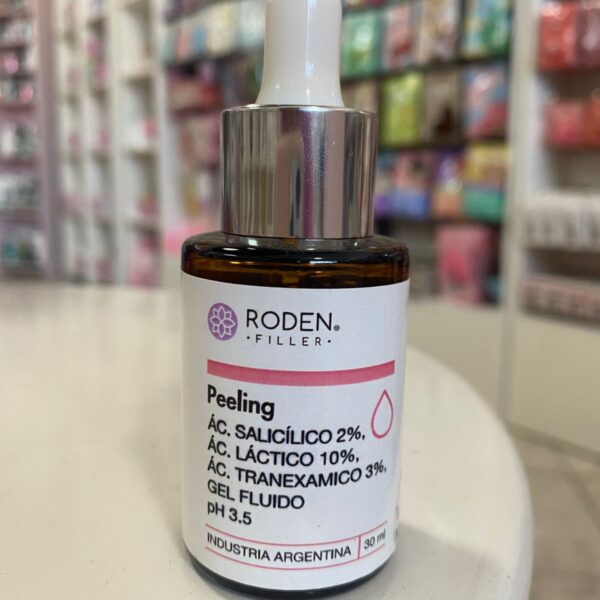 RODEN®
•FILLER•
Peeling
ÁC. SALICÍLICO 2%,
ÁC. LÁCTICO 10%,
ÁC. TRANEXAMICO 3%,
GEL FLUIDO
pH 3.5
INDUSTRIA ARGENTINA 30 ml